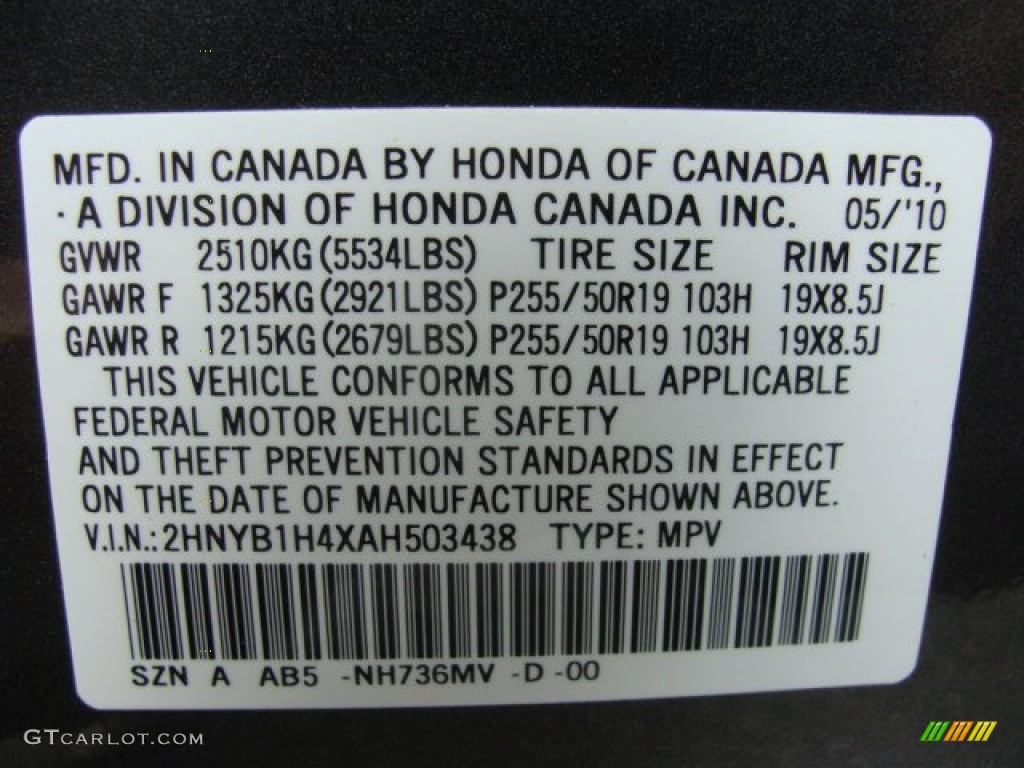 MFD. IN CANADA BY HONDA OF CANADA MFG.,
· A DIVISION OF HONDA CANADA INC. 05/'10
GVWR 2510KG (5534LBS) TIRE SIZE RIM SIZE
GAWR F 1325KG (2921LBS) P255/50R19 103H 19X8.5J
GAWR R 1215KG (2679LBS) P255/50R19 103H 19X8.5J
THIS VEHICLE CONFORMS TO ALL APPLICABLE
FEDERAL MOTOR VEHICLE SAFETY
AND THEFT PREVENTION STANDARDS IN EFFECT
ON THE DATE OF MANUFACTURE SHOWN ABOVE.
V.I.N.: 2HNYB1H4XAH503438 TYPE: MPV
SZN A AB5 -NH736MV -D -00
GTCARLOT.COM